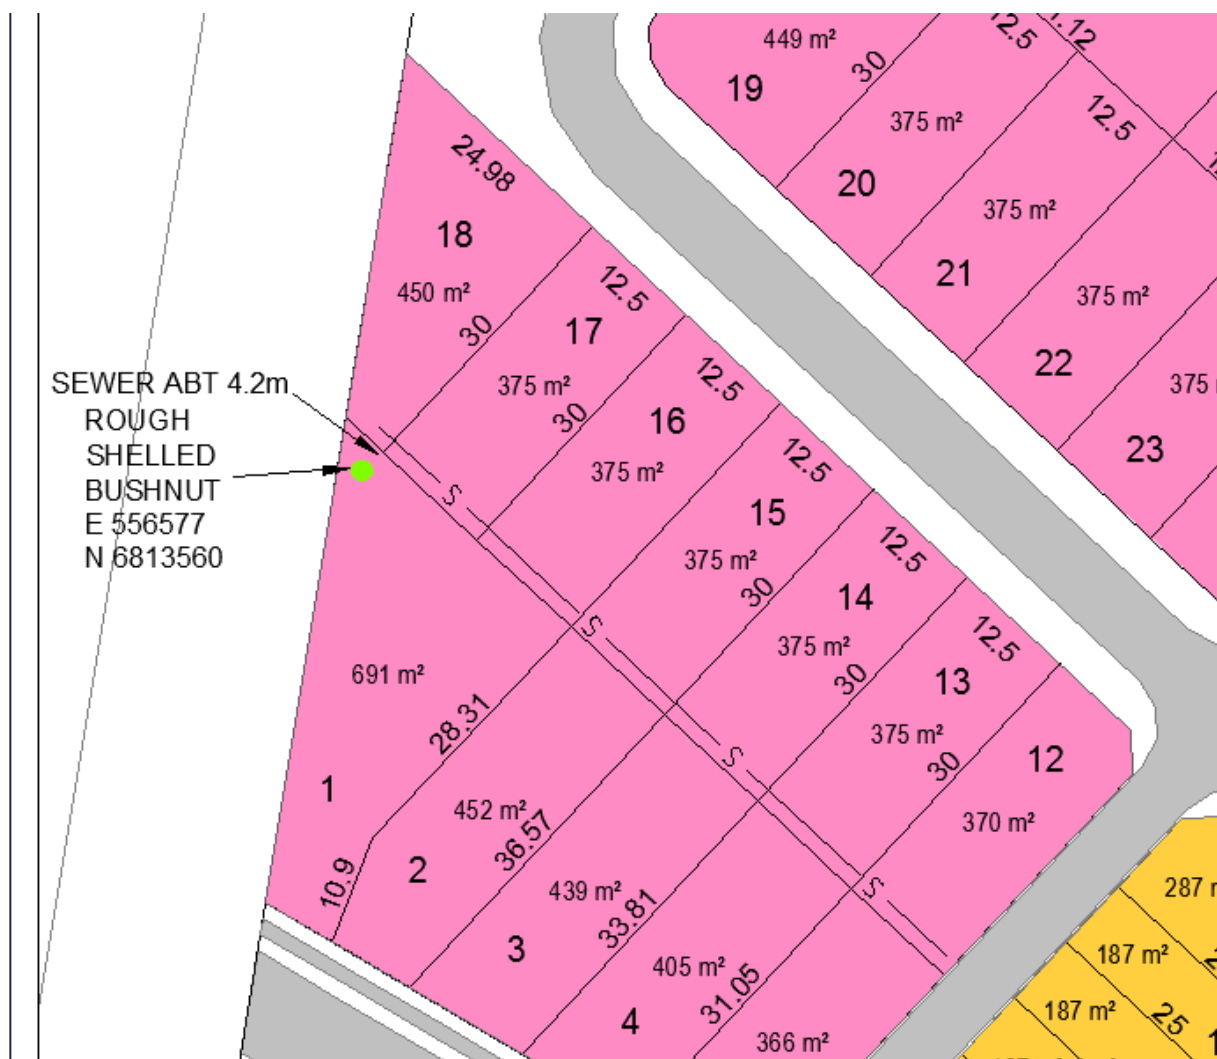 449 m²
12.5
1.12
19
30
375 m²
12.5
24.98
20
375 m²
18
21
450 m²
12.5
375 m²
30
17
22
SEWER ABT 4.2m
375 m²
12.5
375
ROUGH
30
16
SHELLED
375 m²
12.5
23
BUSHNUT
S
15
E 556577
375 m²
12.5
N 6813560
30
14
S
375 m²
12.5
691 m²
30
13
28.31
375 m²
S
12
30
1
452 m²
370 m²
36.57
2
10.9
439 m²
S
287
33.81
3
405 m²
187 m²
31.05
4
187 m²
25
366 m²